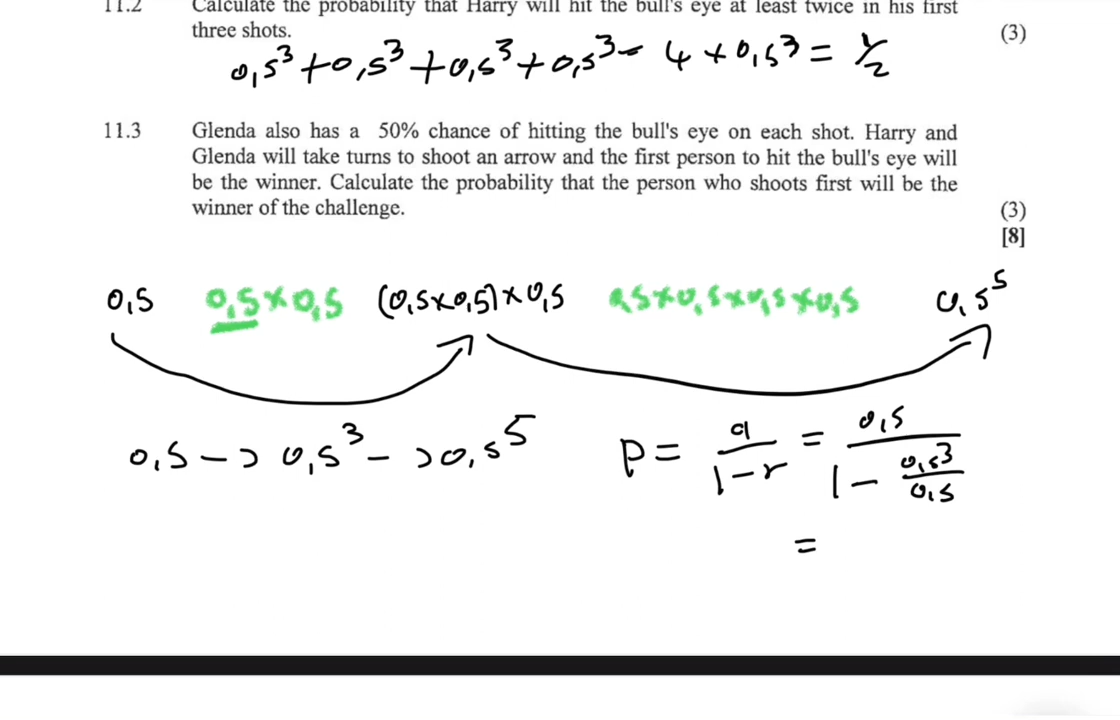 11.2 Calculate the probability that Harry will hit the bull's eye at least twice in his first
three shots. (3)
0,5³ + 0,5³ + 0,5³ + 0,5³ = 4 × 0,5³ = 1/2
11.3 Glenda also has a 50% chance of hitting the bull's eye on each shot. Harry and
Glenda will take turns to shoot an arrow and the first person to hit the bull's eye will
be the winner. Calculate the probability that the person who shoots first will be the
winner of the challenge. (3)
[8]
0,5 0,5×0,5 (0,5×0,5)×0,5 0,5×0,5×0,5×0,5 0,5⁵
0,5 -> 0,5³ -> 0,5⁵ P = a/(1-r) = 0,5/(1 - 0,5³/0,5)
=